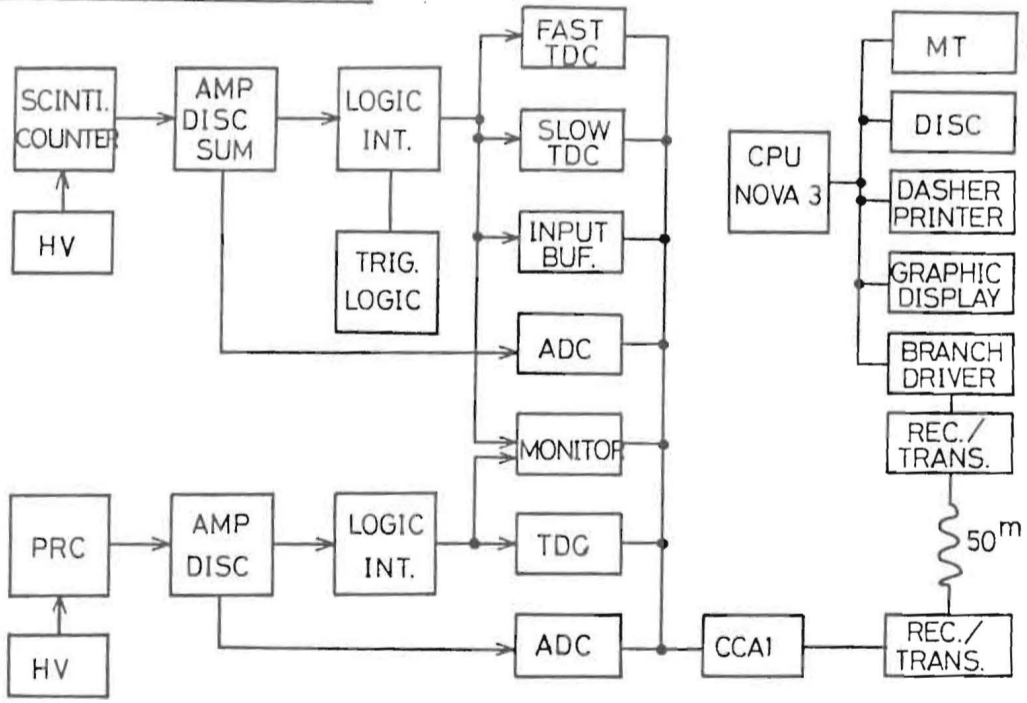 SCINTI.
COUNTER
HV
AMP
DISC
SUM
LOGIC
INT.
TRIG.
LOGIC
FAST
TDC
SLOW
TDC
INPUT
BUF.
ADC
MONITOR
PRC
HV
AMP
DISC
LOGIC
INT.
TDC
ADC
CCA1
CPU
NOVA 3
MT
DISC
DASHER
PRINTER
GRAPHIC
DISPLAY
BRANCH
DRIVER
REC./
TRANS.
50m
REC./
TRANS.